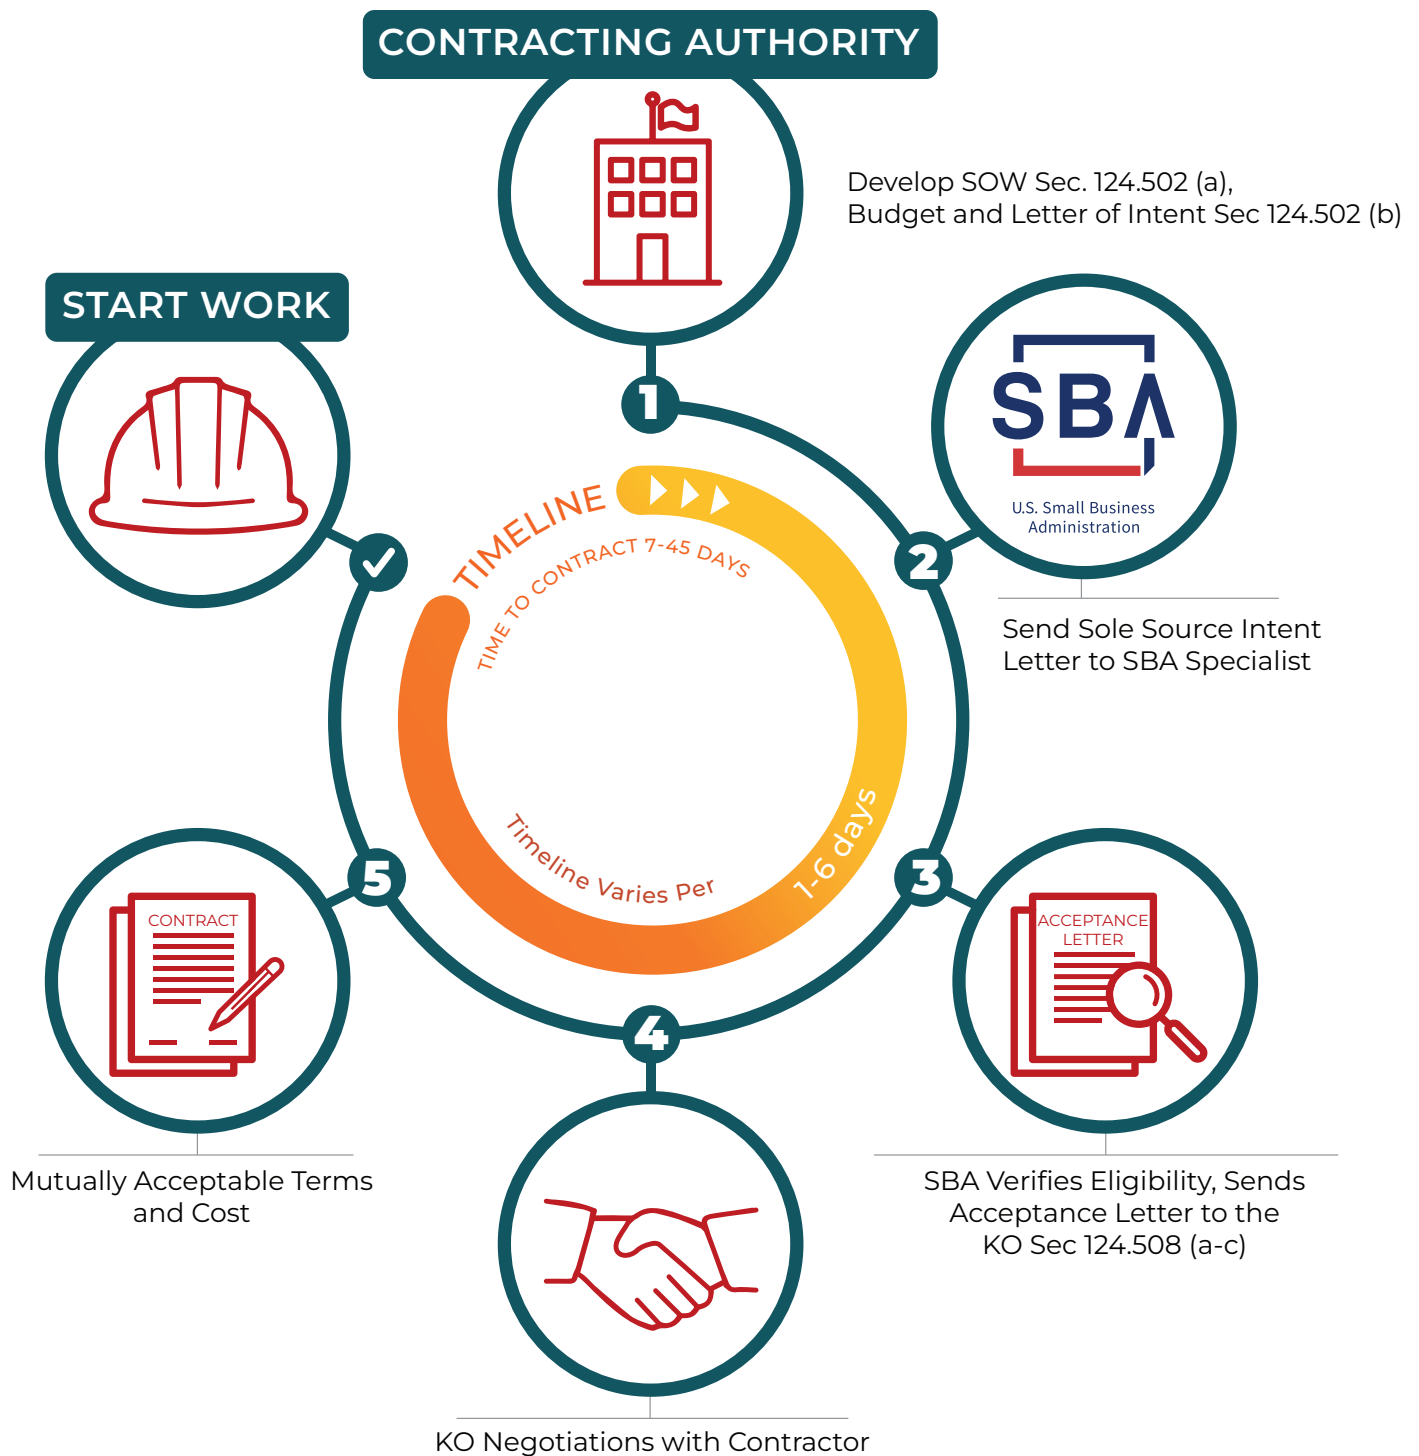 CONTRACTING AUTHORITY
Develop SOW Sec. 124.502 (a),
Budget and Letter of Intent Sec 124.502 (b)
START WORK
1
SBA
U.S. Small Business
Administration
2
Send Sole Source Intent
Letter to SBA Specialist
TIMELINE
TIME TO CONTRACT 7-45 DAYS
1-6 days
Timeline Varies Per
3
ACCEPTANCE
LETTER
SBA Verifies Eligibility, Sends
Acceptance Letter to the
KO Sec 124.508 (a-c)
4
KO Negotiations with Contractor
5
CONTRACT
Mutually Acceptable Terms
and Cost